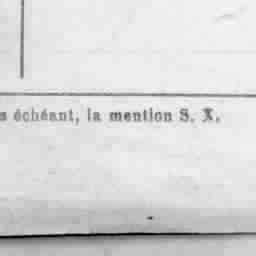 s échéant, la mention S. X.